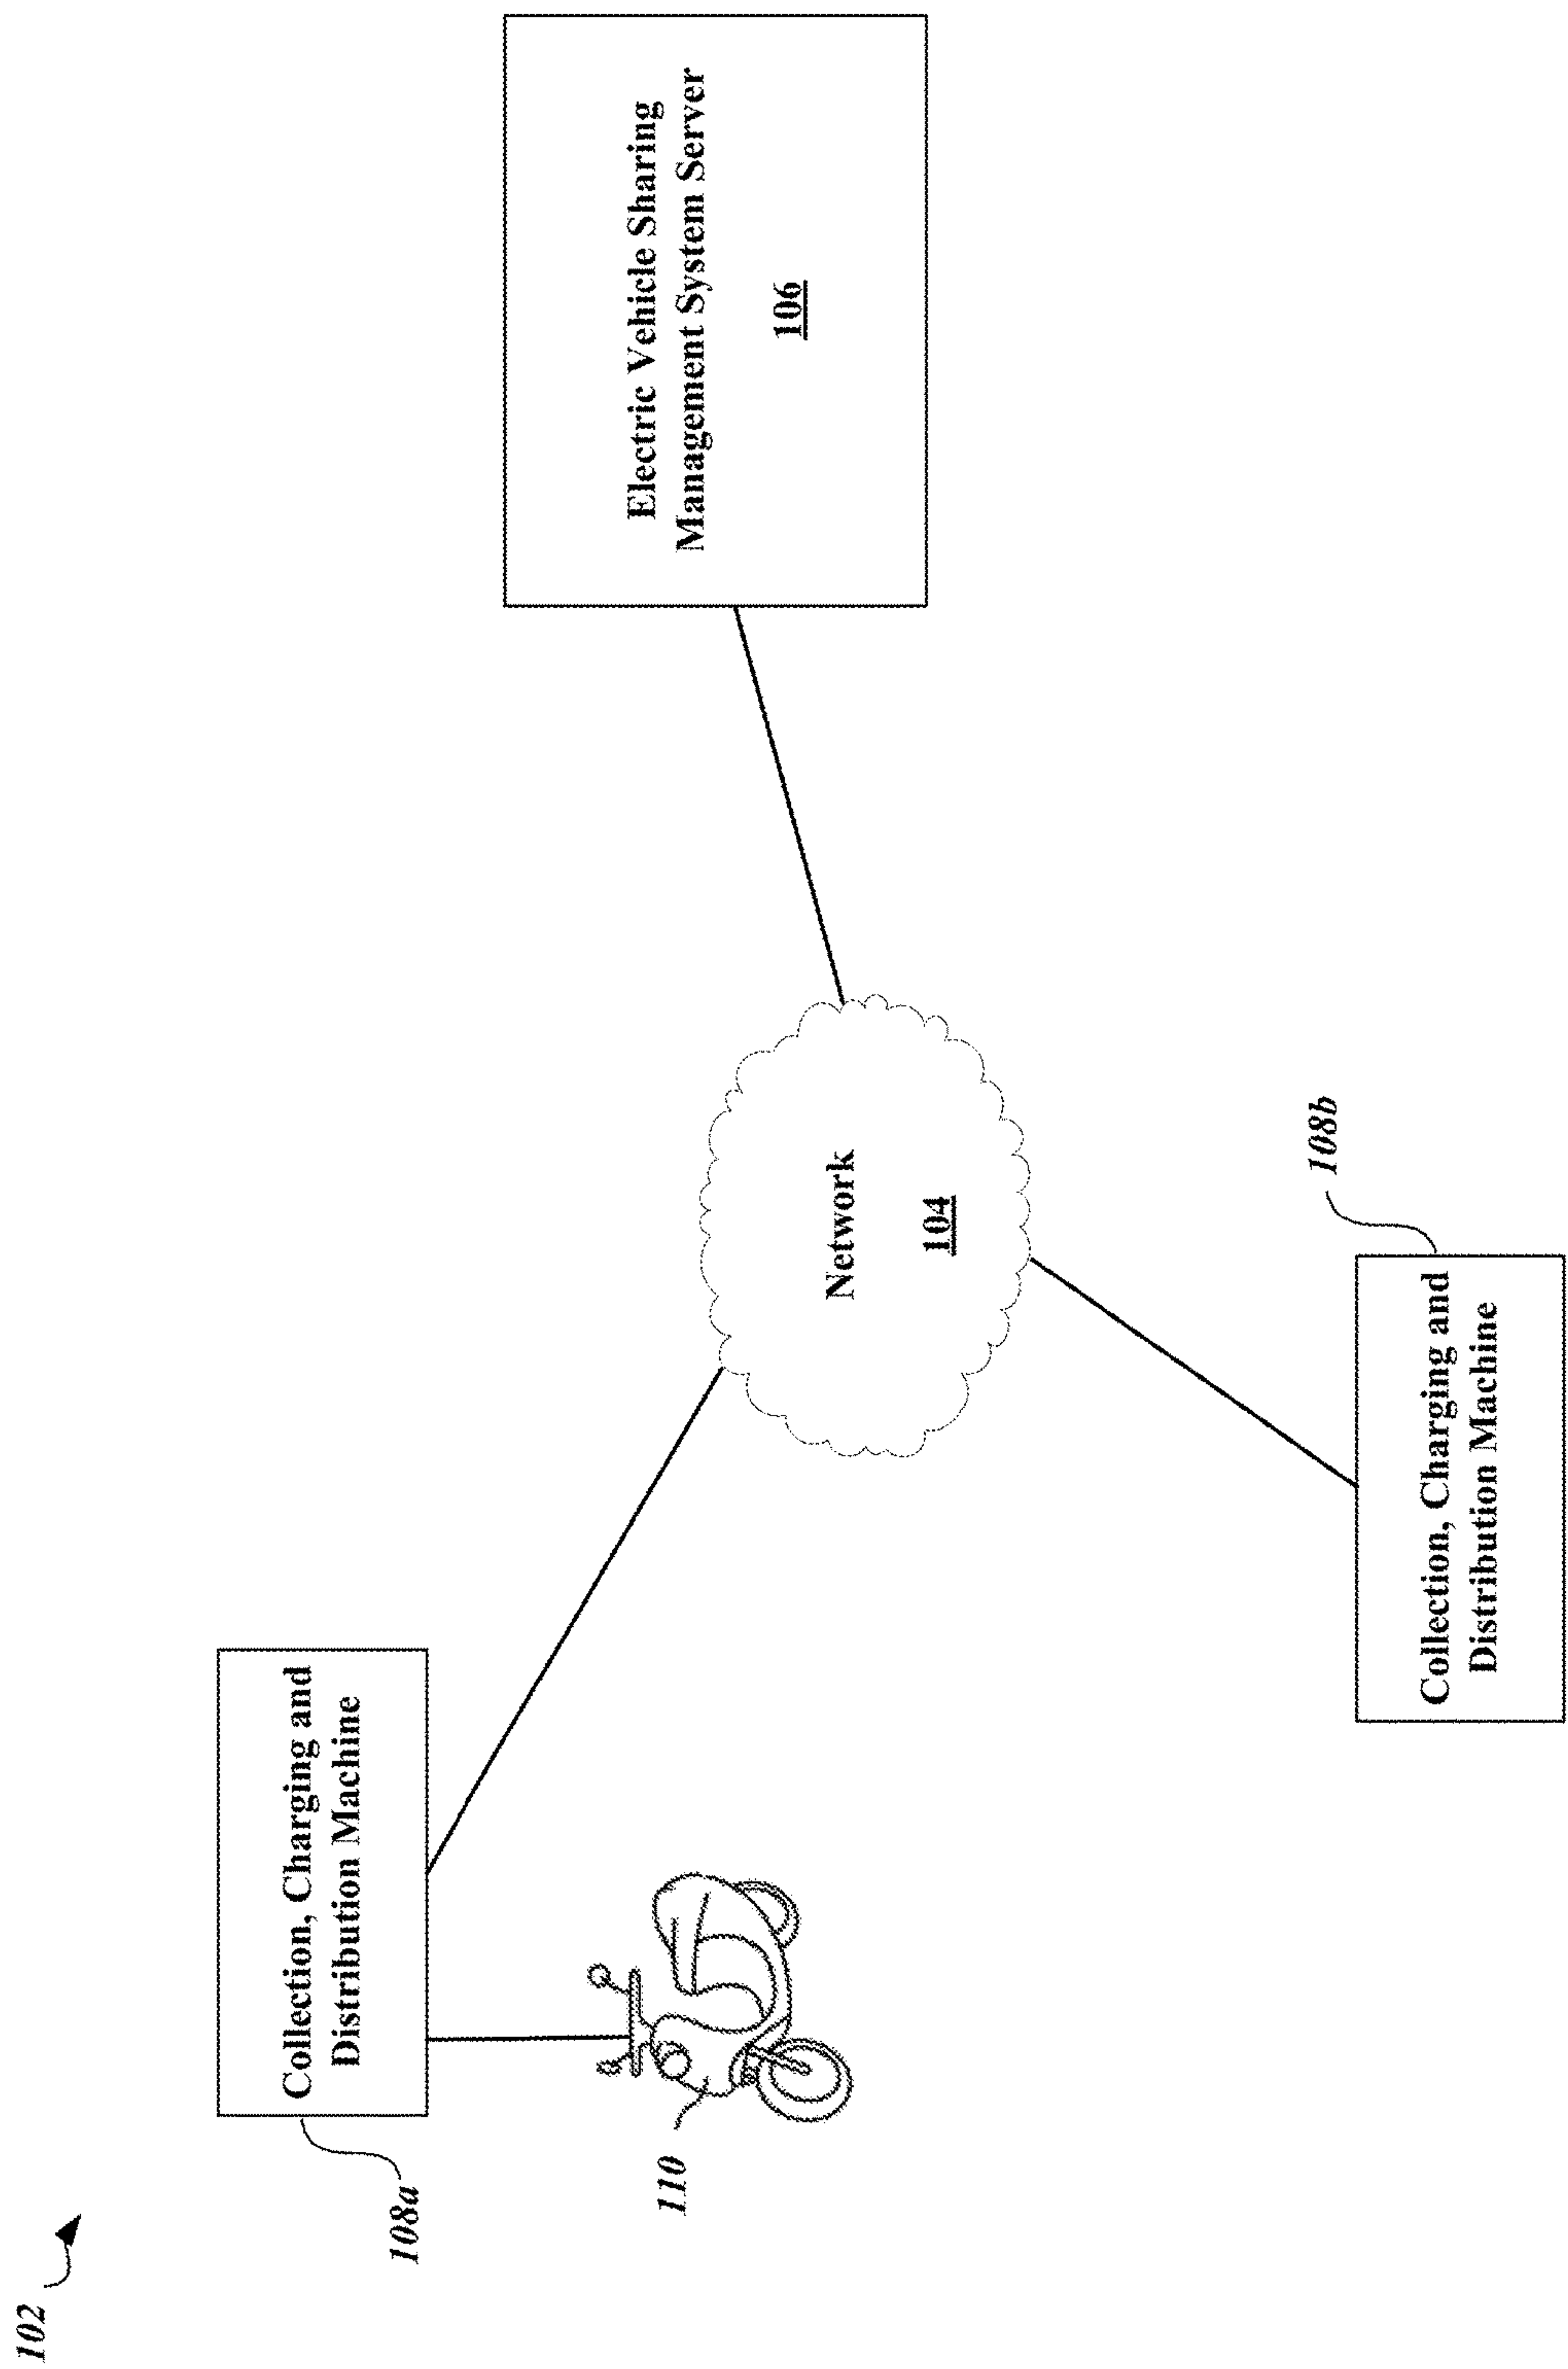 102
108a
Collection, Charging and
Distribution Machine
110
Network
104
Electric Vehicle Sharing
Management System Server
106
108b
Collection, Charging and
Distribution Machine